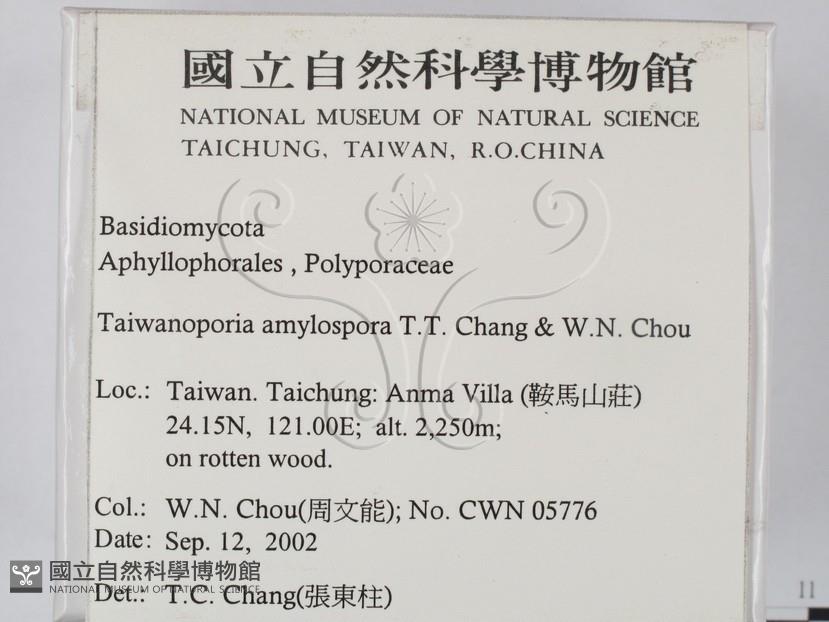 國立自然科學博物館
NATIONAL MUSEUM OF NATURAL SCIENCE
TAICHUNG, TAIWAN, R.O.CHINA
Basidiomycota
Aphyllophorales , Polyporaceae
Taiwanoporia amylospora T.T. Chang & W.N. Chou
Loc.: Taiwan. Taichung: Anma Villa (鞍馬山莊)
24.15N, 121.00E; alt. 2,250m;
on rotten wood.
Col.: W.N. Chou(周文能); No. CWN 05776
Date: Sep. 12, 2002
國立自然科學博物館
NATIONAL MUSEUM OF NATURAL SCIENCE
Det.: T.C. Chang(張東柱)
11